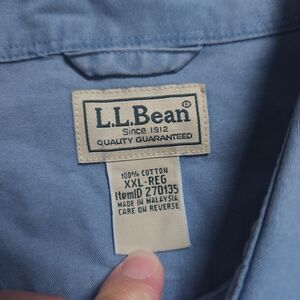 L.L.Bean®
Since 1912
QUALITY GUARANTEED
100% COTTON
XXL-REG
ItemID 270135
MADE IN MALAYSIA
CARE ON REVERSE